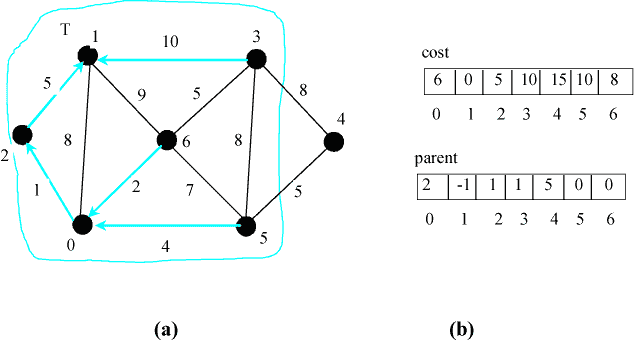 T 1 10 3
5 9 5 8
2 8 6 8 4
1 2 7 5
0 4 5
(a)
cost
6 0 5 10 15 10 8
0 1 2 3 4 5 6
parent
2 -1 1 1 5 0 0
0 1 2 3 4 5 6
(b)